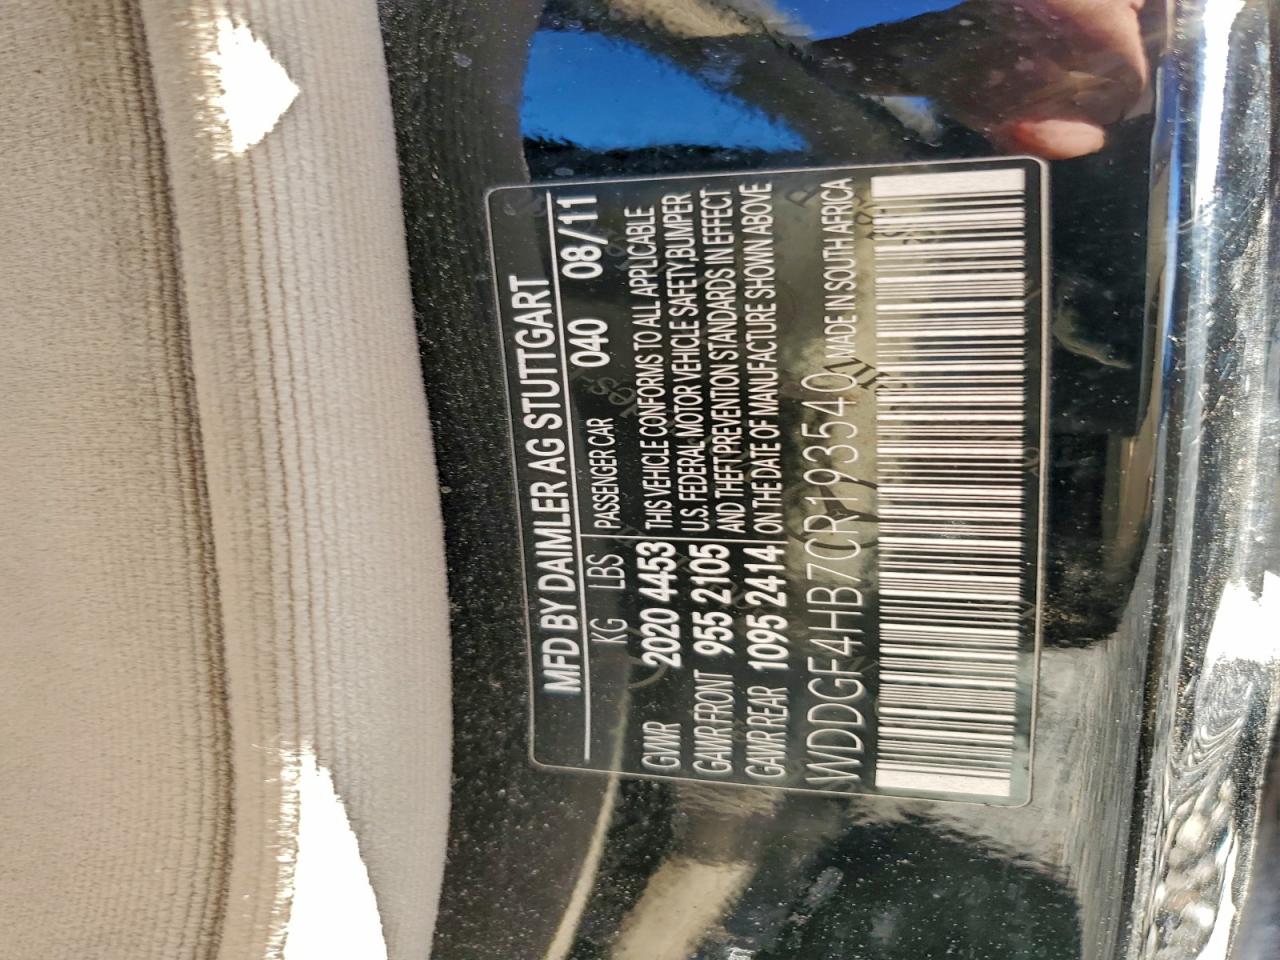 MFD BY DAIMLER AG STUTTGART
KG LBS PASSENGER CAR 040 08/11
GVWR 2020 4453 THIS VEHICLE CONFORMS TO ALL APPLICABLE
GAWR FRONT 955 2105 U.S. FEDERAL MOTOR VEHICLE SAFETY,BUMPER
AND THEFT PREVENTION STANDARDS IN EFFECT
GAWR REAR 1095 2414 ON THE DATE OF MANUFACTURE SHOWN ABOVE
WDDGF4HB7CR193540 MADE IN SOUTH AFRICA